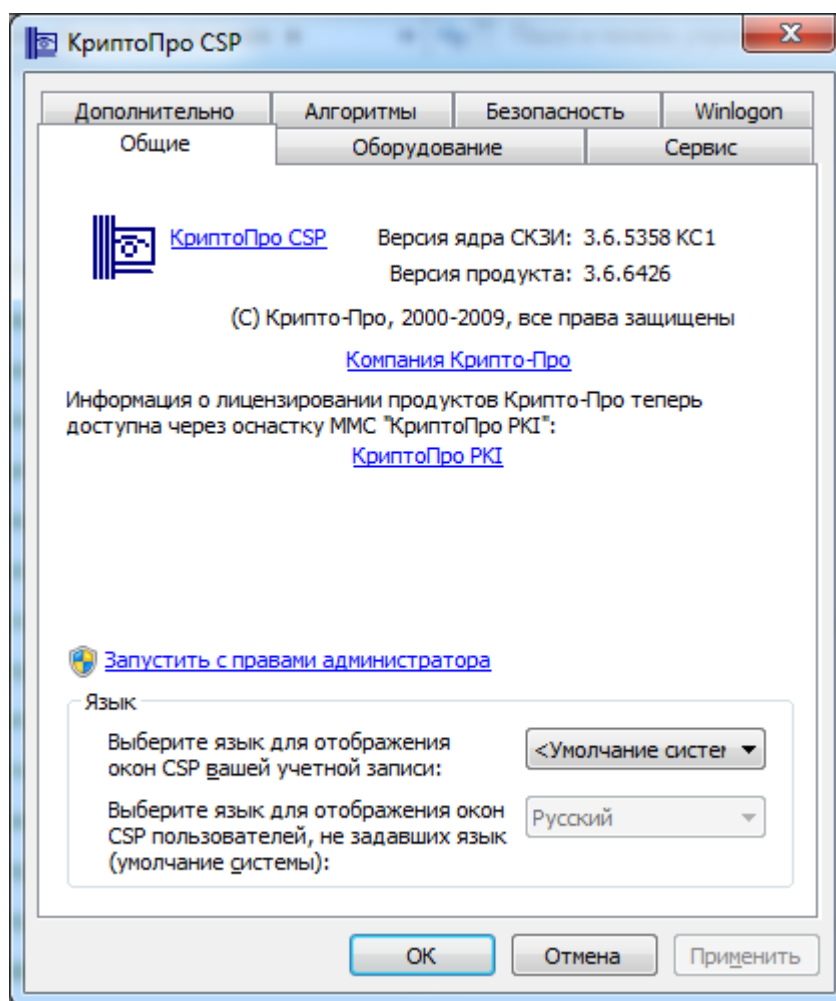 КриптоПро CSP
Дополнительно Алгоритмы Безопасность Winlogon
Общие Оборудование Сервис
КриптоПро CSP Версия ядра СКЗИ: 3.6.5358 КС1
Версия продукта: 3.6.6426
(С) Крипто-Про, 2000-2009, все права защищены
Компания Крипто-Про
Информация о лицензировании продуктов Крипто-Про теперь
доступна через оснастку ММС "КриптоПро PKI":
КриптоПро PKI
Запустить с правами администратора
Язык
Выберите язык для отображения
окон CSP вашей учетной записи:
<Умолчание систег
Выберите язык для отображения окон
CSP пользователей, не задавших язык
(умолчание системы):
Русский
ОК Отмена Применить